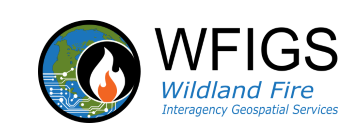 WFIGS
Wildland Fire
Interagency Geospatial Services